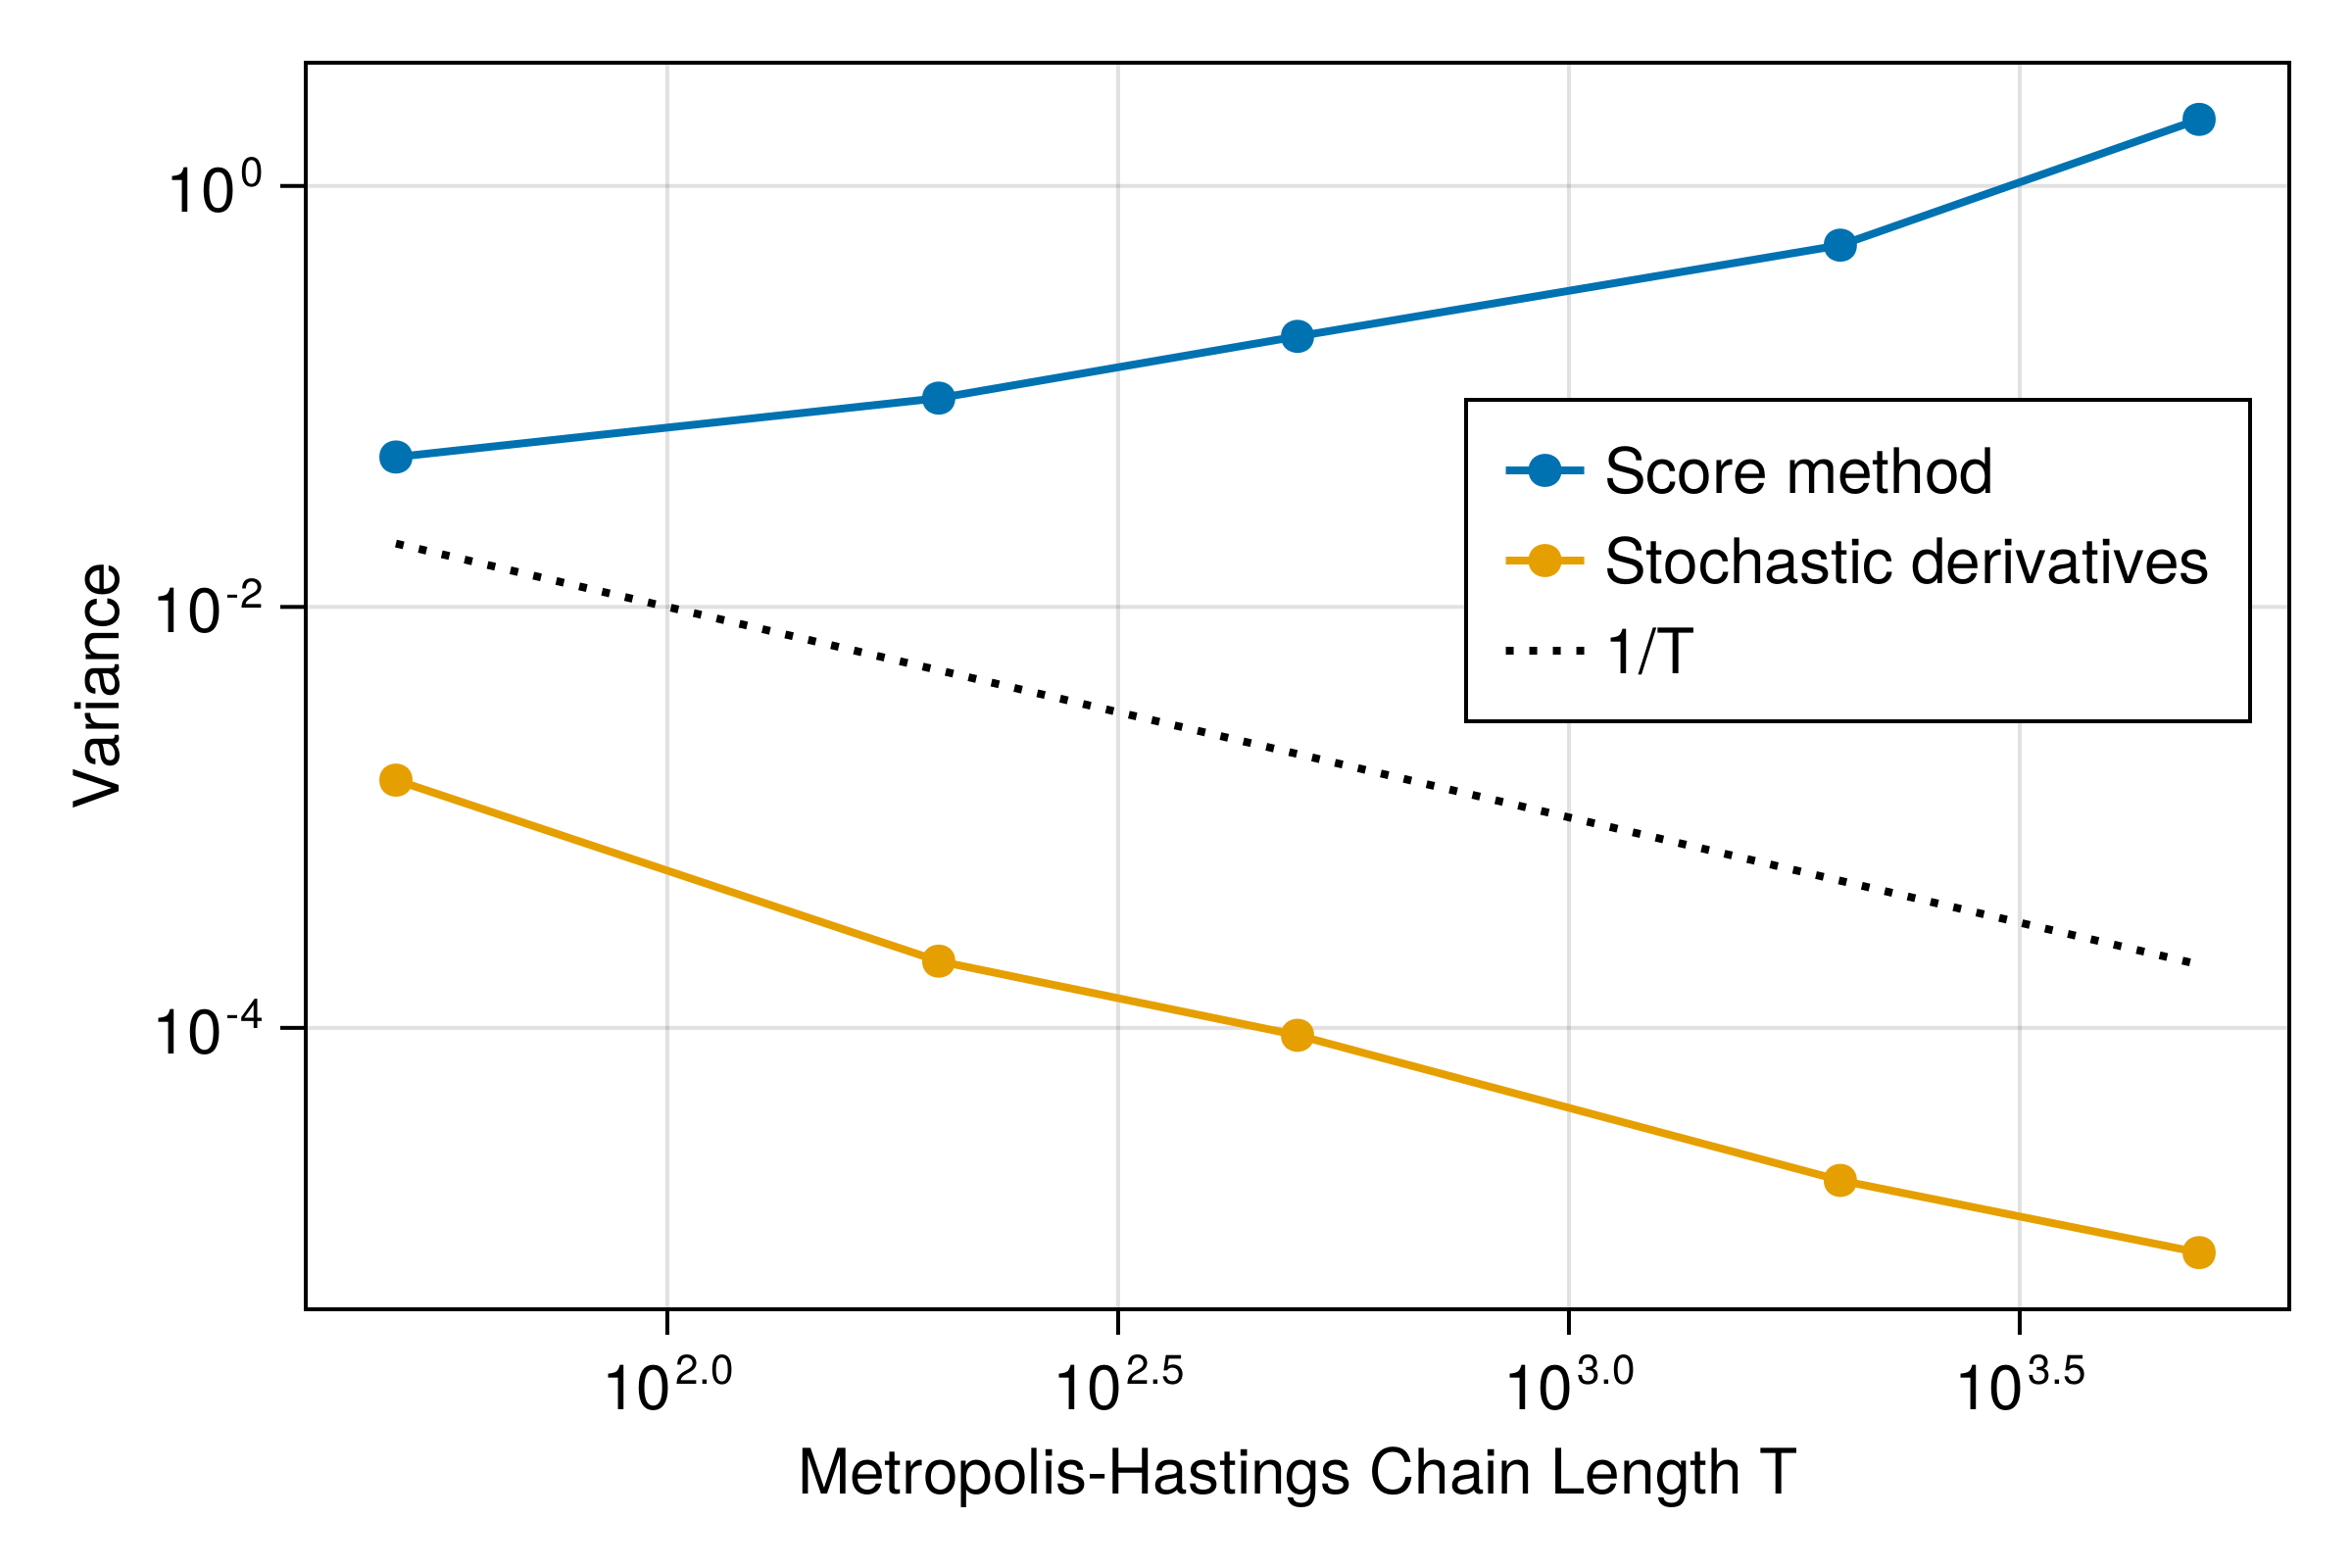 10^0
10^-2
10^-4
Variance
Score method
Stochastic derivatives
1/T
10^2.0
10^2.5
10^3.0
10^3.5
Metropolis-Hastings Chain Length T